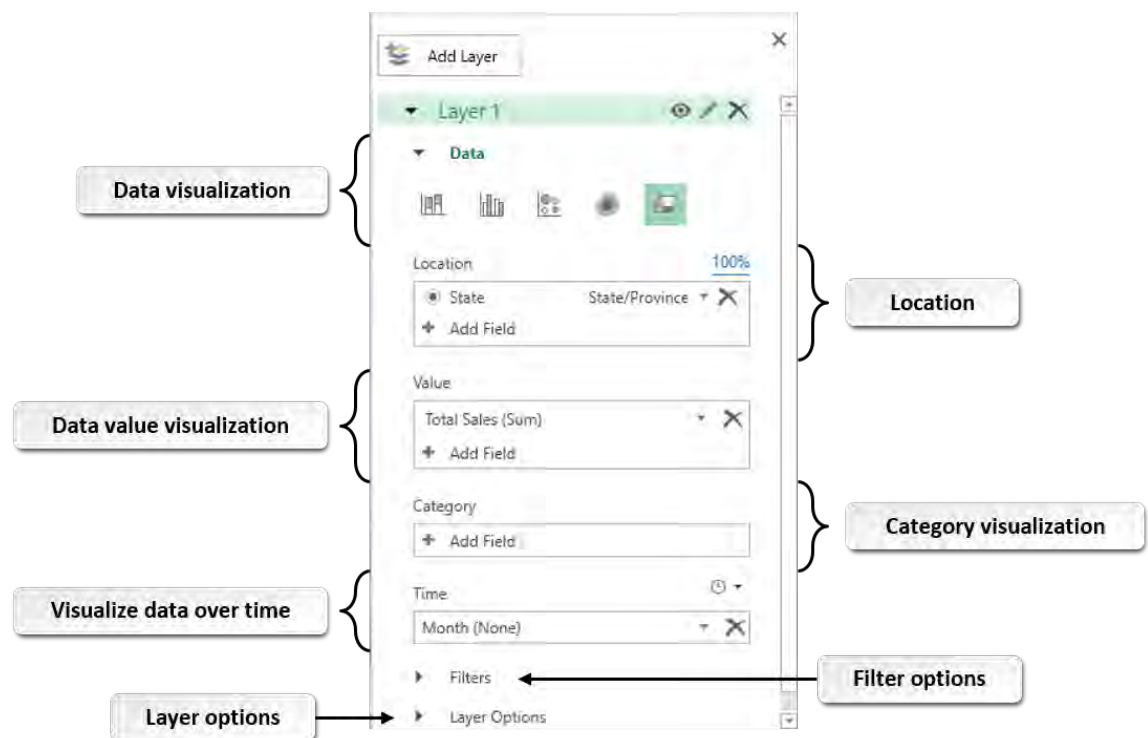 Add Layer
Layer 1
Data
Data visualization
Location 100%
State State/Province
Add Field
Location
Value
Total Sales (Sum)
Add Field
Data value visualization
Category
Add Field
Category visualization
Time
Month (None)
Visualize data over time
Filters
Filter options
Layer Options
Layer options